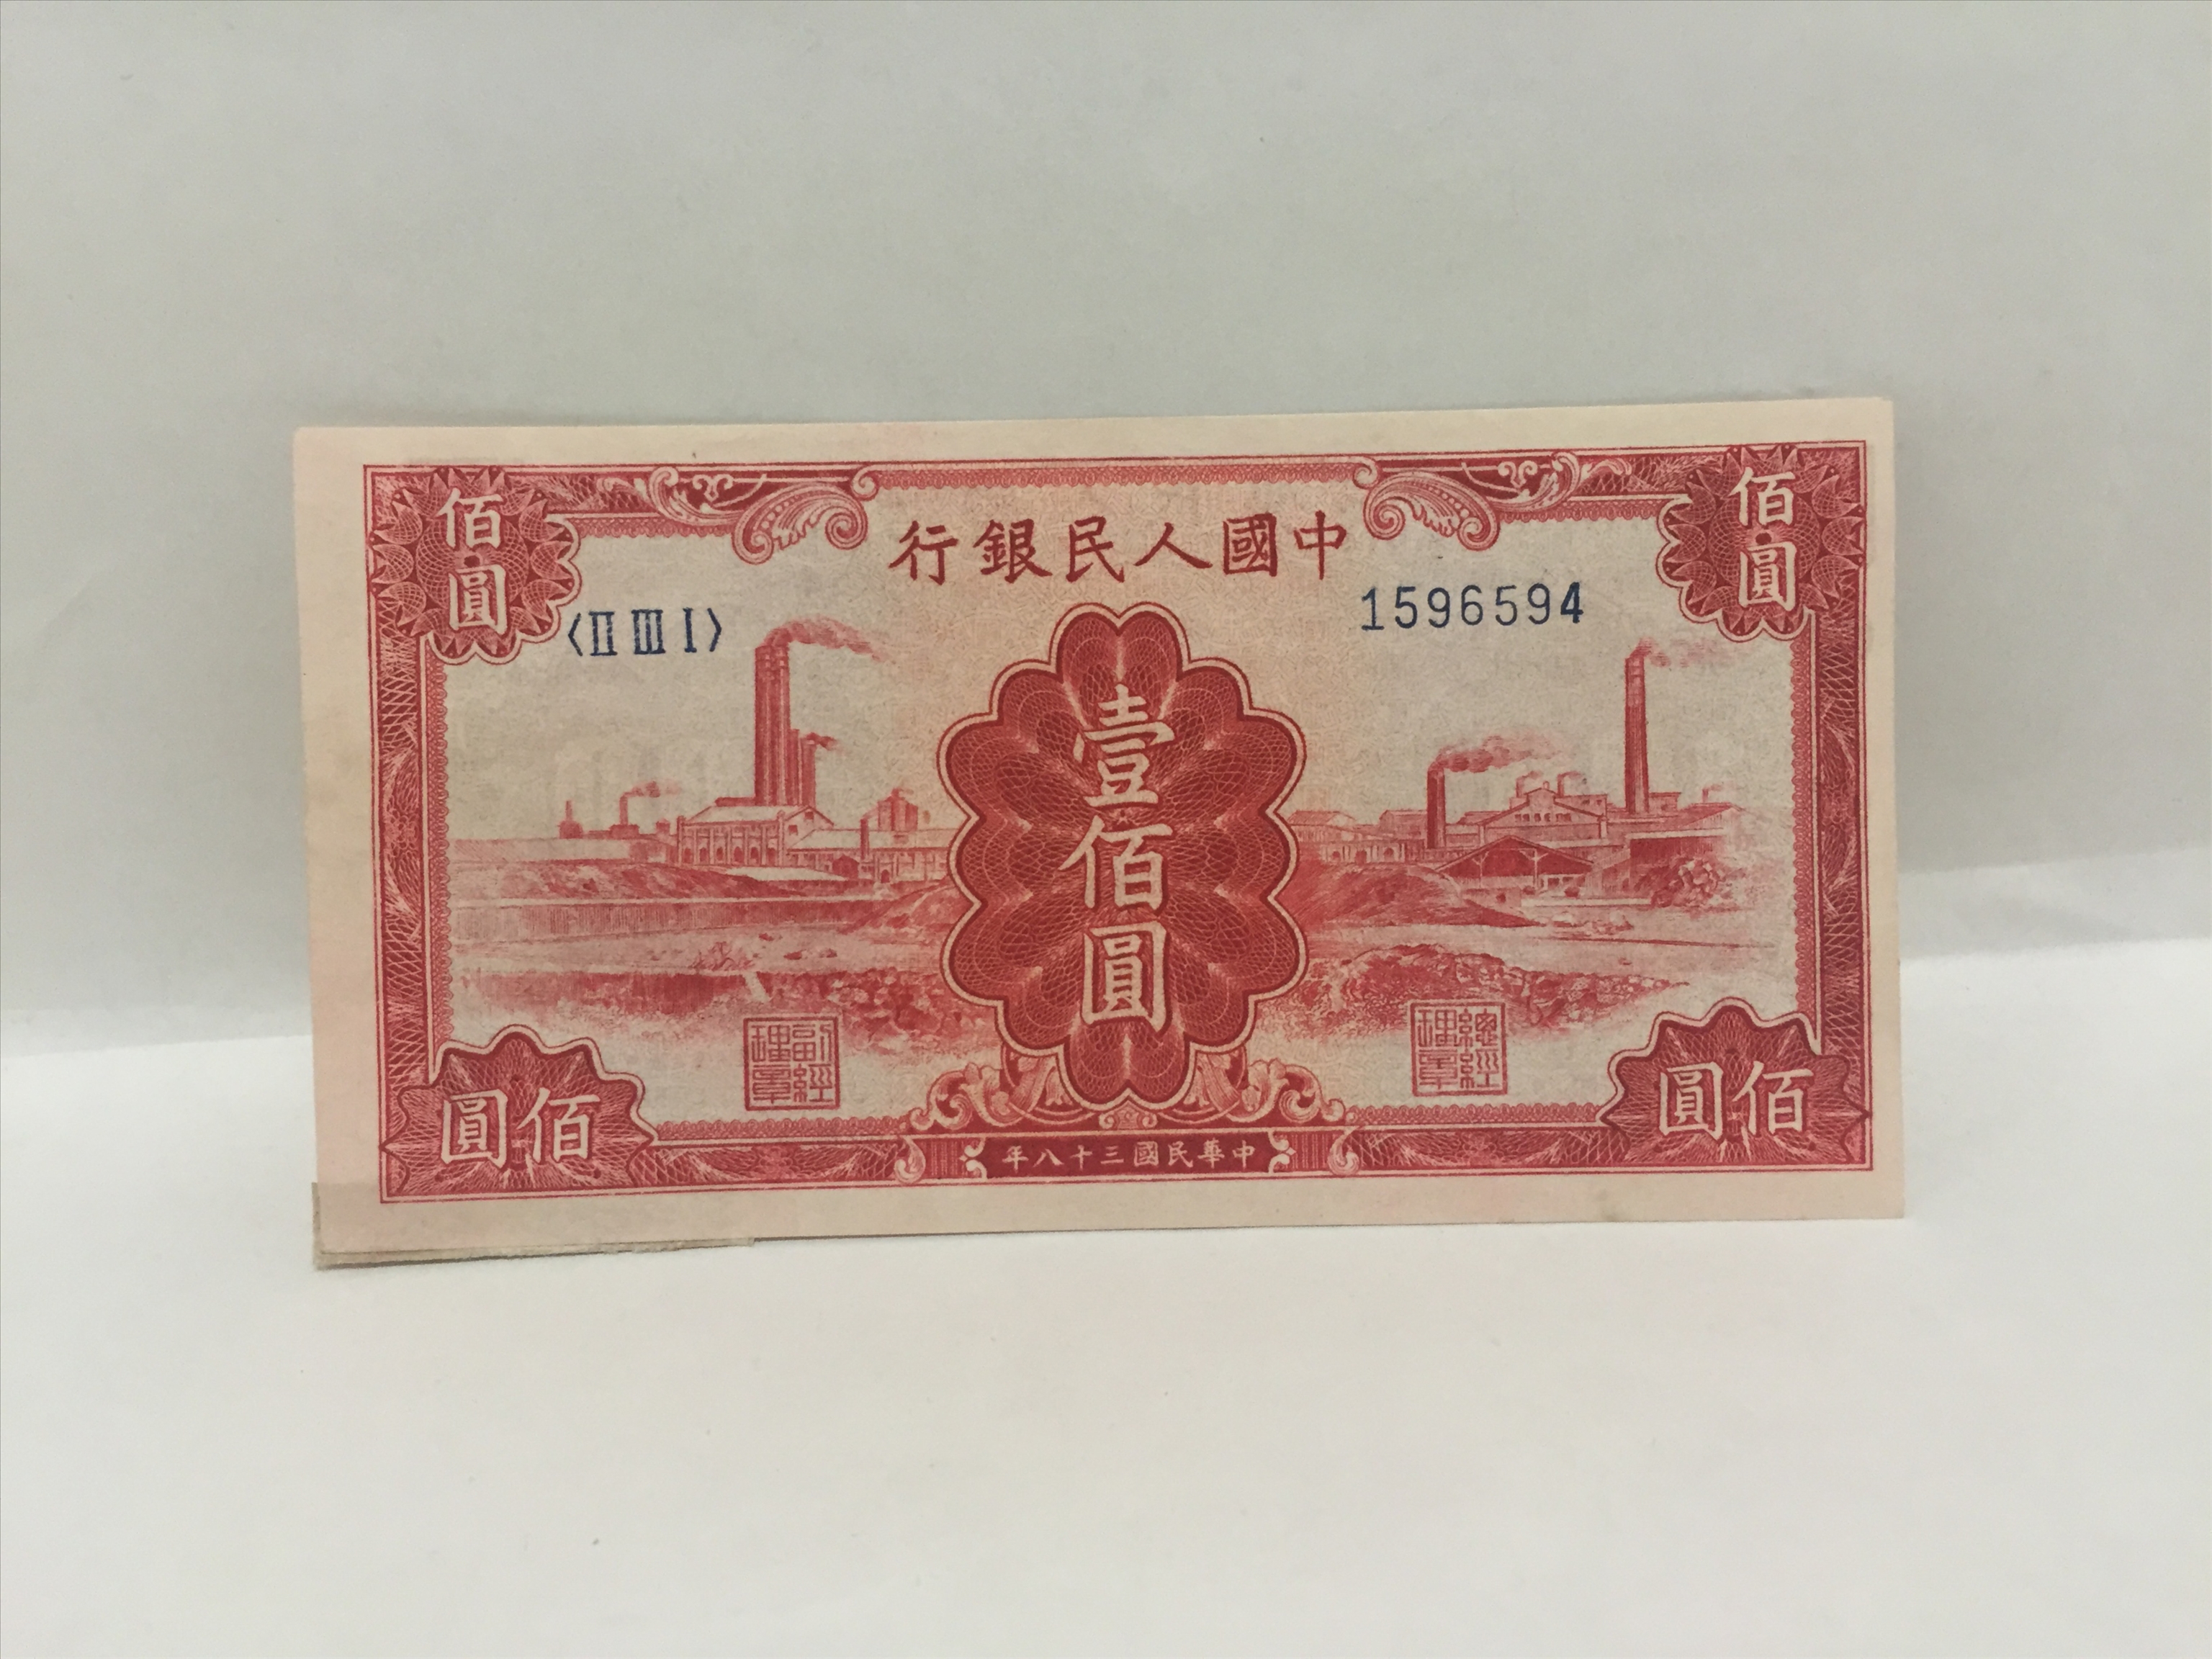 中國人民銀行
佰圓
佰圓
〈II III I〉
1596594
壹佰圓
副經理章
總經理章
佰圓
佰圓
中華民國三十八年